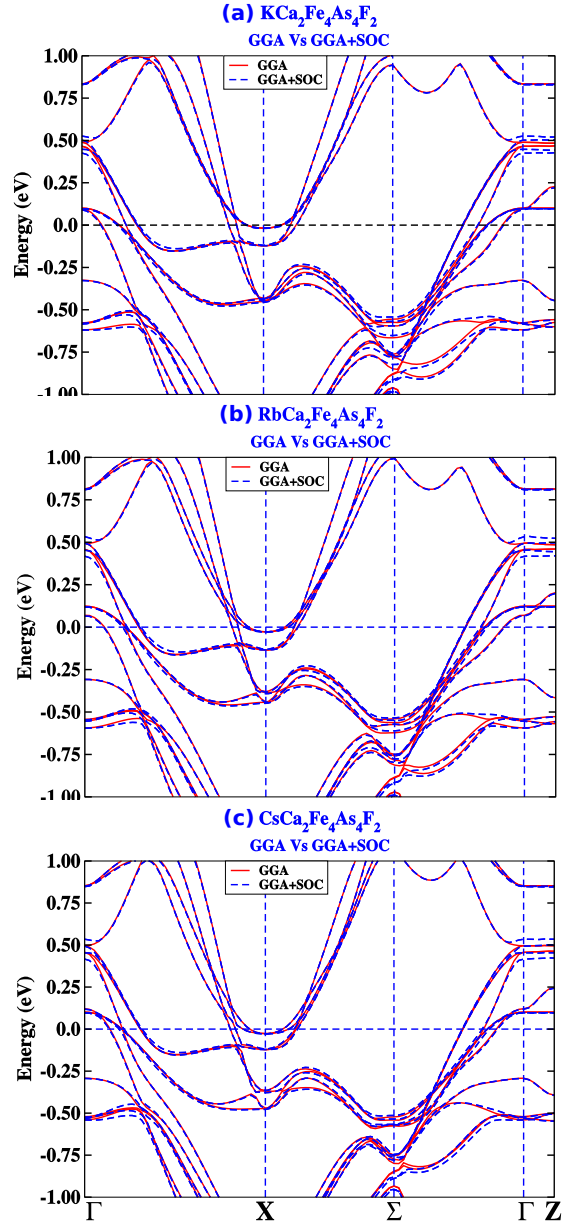 (a) KCa₂Fe₄As₄F₂
GGA Vs GGA+SOC
GGA
GGA+SOC
Energy (eV)
1.00
0.75
0.50
0.25
0.0
-0.25
-0.50
-0.75
-1.00
(b) RbCa₂Fe₄As₄F₂
GGA Vs GGA+SOC
GGA
GGA+SOC
Energy (eV)
1.00
0.75
0.50
0.25
0.0
-0.25
-0.50
-0.75
-1.00
(c) CsCa₂Fe₄As₄F₂
GGA Vs GGA+SOC
GGA
GGA+SOC
Energy (eV)
1.00
0.75
0.50
0.25
0.0
-0.25
-0.50
-0.75
-1.00
Γ X Σ Γ Z